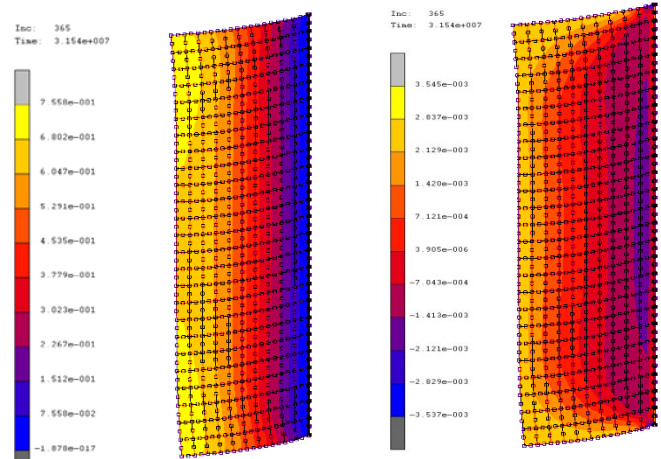 Inc: 365
Time: 3.154e+007
7.558e-001
6.802e-001
6.047e-001
5.291e-001
4.535e-001
3.779e-001
3.023e-001
2.267e-001
1.512e-001
7.558e-002
-1.878e-017
Inc: 365
Time: 3.154e+007
3.545e-003
2.837e-003
2.129e-003
1.420e-003
7.121e-004
3.905e-006
-7.043e-004
-1.413e-003
-2.121e-003
-2.829e-003
-3.537e-003